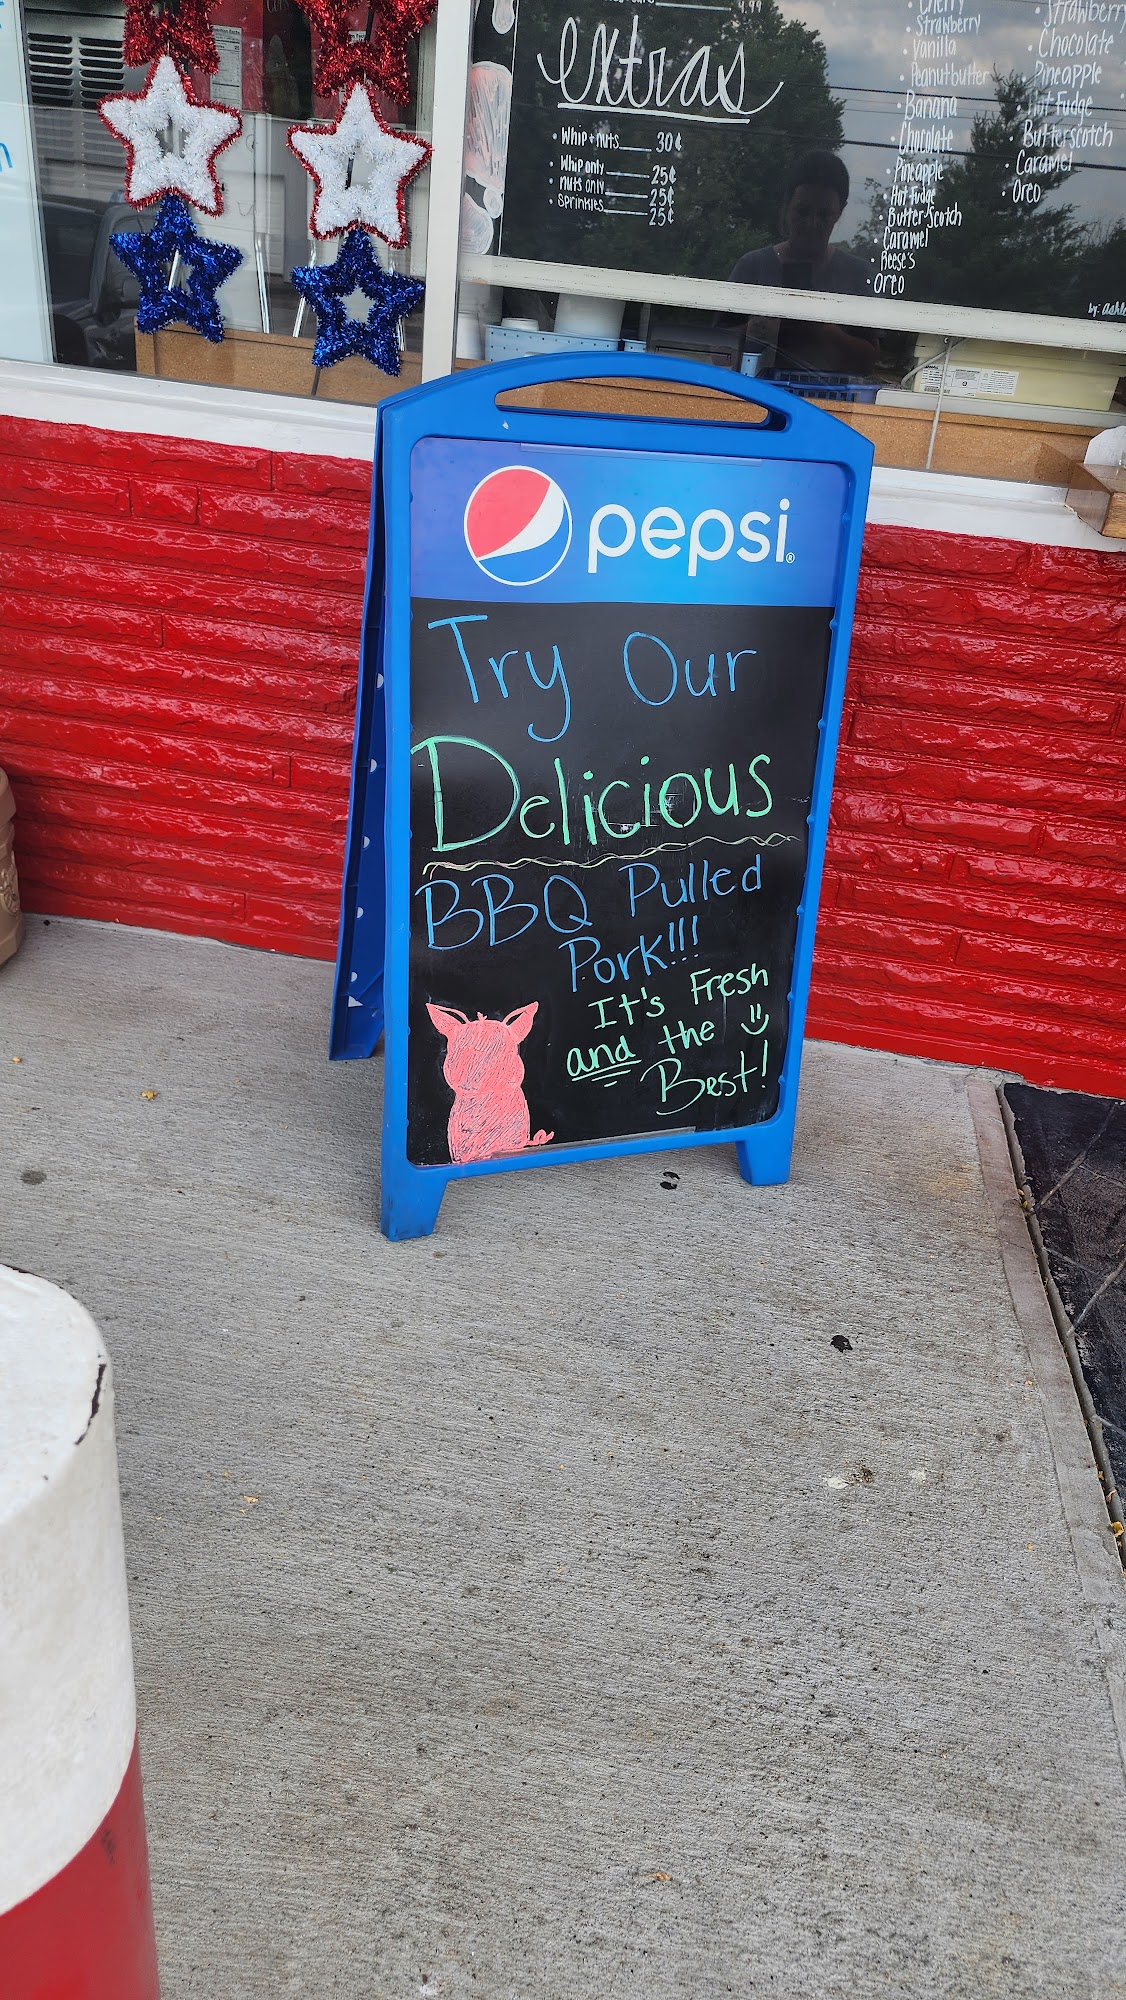 extras
• Whip + nuts 30¢
• Whip only 25¢
• nuts only 25¢
• Sprinkles 25¢
• Cherry
• Strawberry
• Vanilla
• Peanutbutter
• Banana
• Chocolate
• Pineapple
• Hot Fudge
• Butter-Scotch
• Caramel
• Reese's
• Oreo
Strawberry
• Chocolate
• Pineapple
• Hot Fudge
• Butterscotch
• Caramel
• Oreo
pepsi®
Try Our
Delicious
BBQ Pulled
Pork!!!
It's Fresh
and the
Best!